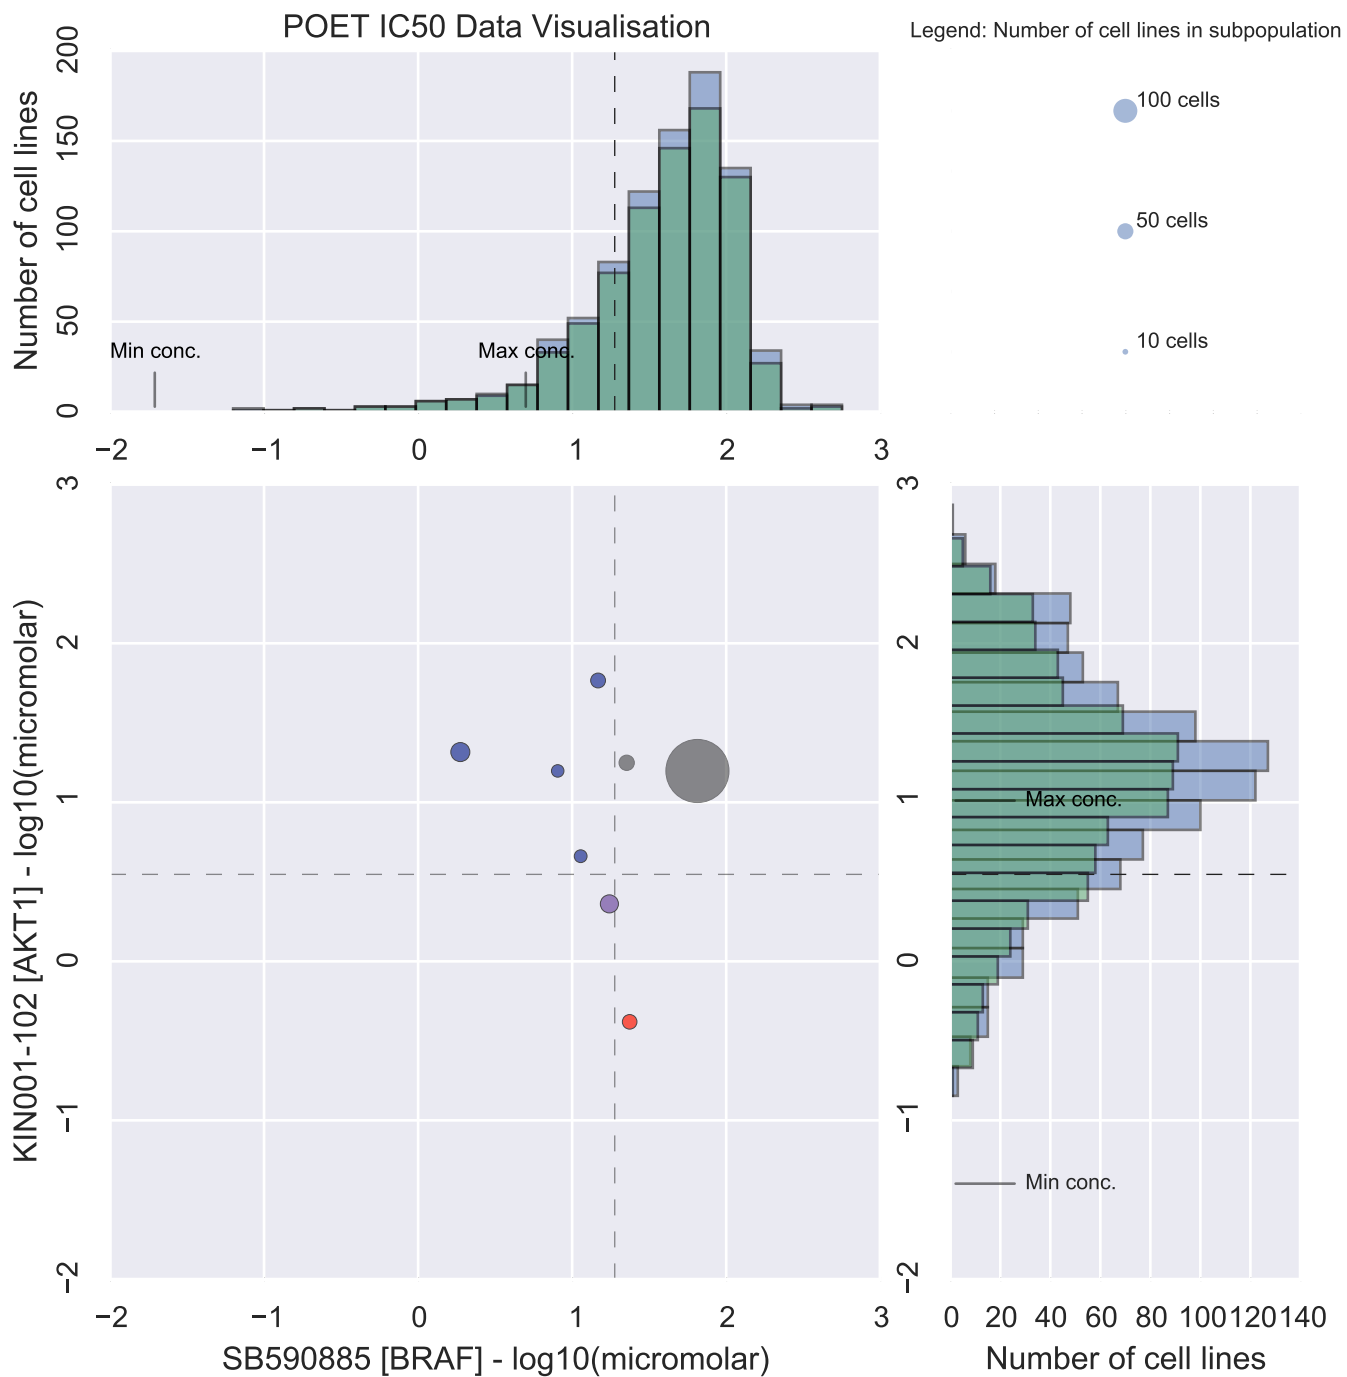 POET IC50 Data Visualisation
Legend: Number of cell lines in subpopulation
Number of cell lines
200
150
100
50
0
Min conc.
Max conc.
−2 −1 0 1 2 3
100 cells
50 cells
10 cells
KIN001-102 [AKT1] - log10(micromolar)
3
2
1
0
−1
−2
−2 −1 0 1 2 3
SB590885 [BRAF] - log10(micromolar)
3
2
1
0
−1
−2
Max conc.
Min conc.
0 20 40 60 80 100 120 140
Number of cell lines